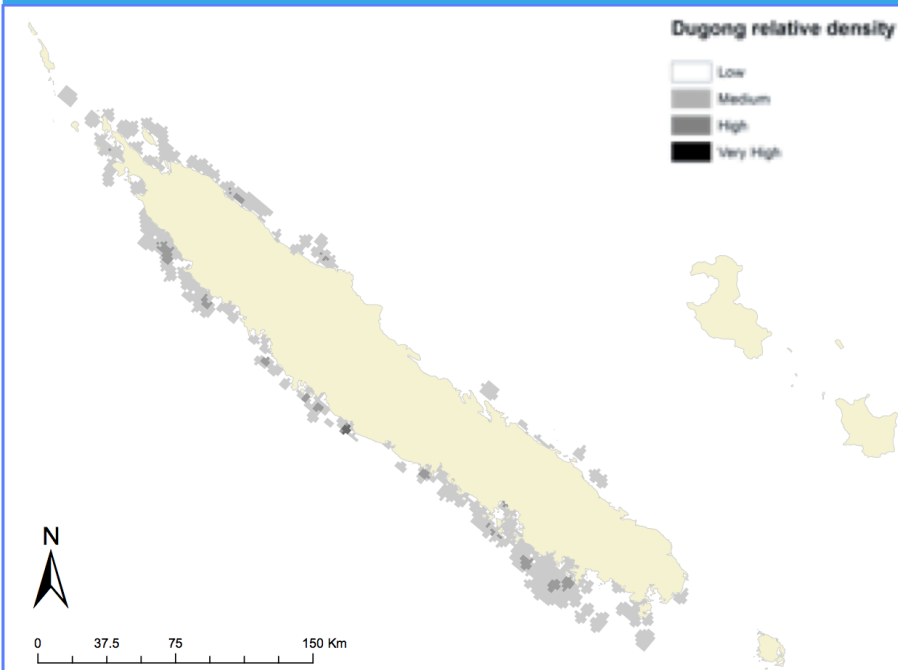 Dugong relative density
Low
Medium
High
Very High
N
0 37.5 75 150 Km